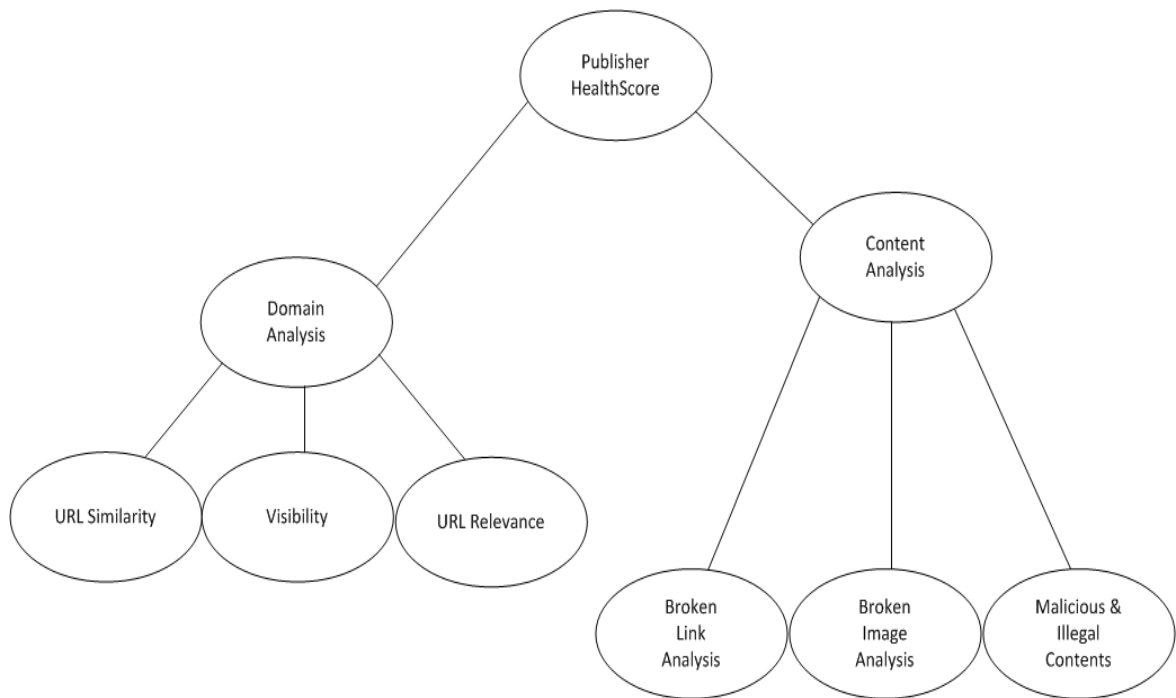 Publisher
HealthScore
Content
Analysis
Domain
Analysis
URL Similarity
Visibility
URL Relevance
Broken
Link
Analysis
Broken
Image
Analysis
Malicious &
Illegal
Contents